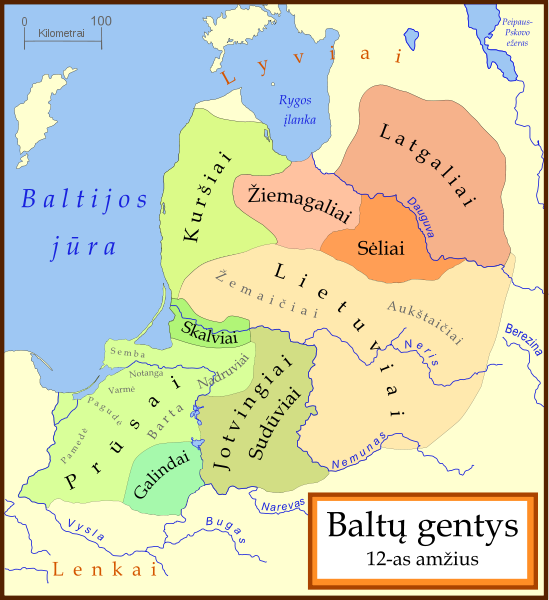 0 100
Kilometrai
Peipaus-
Pskovo
ežeras
Lyviai
Rygos
įlanka
Baltijos
jūra
Kuršiai
Latgaliai
Žiemagaliai
Dauguva
Sėliai
Lietuviai
Žemaičiai
Aukštaičiai
Skalviai
Neris
Berezina
Semba
Notanga
Nadruviai
Varmė
Pagudė
Barta
Pamedė
Prūsai
Jotvingiai
Sudūviai
Galindai
Nemunas
Narevas
Vysla
Bugas
Lenkai
Baltų gentys
12-as amžius